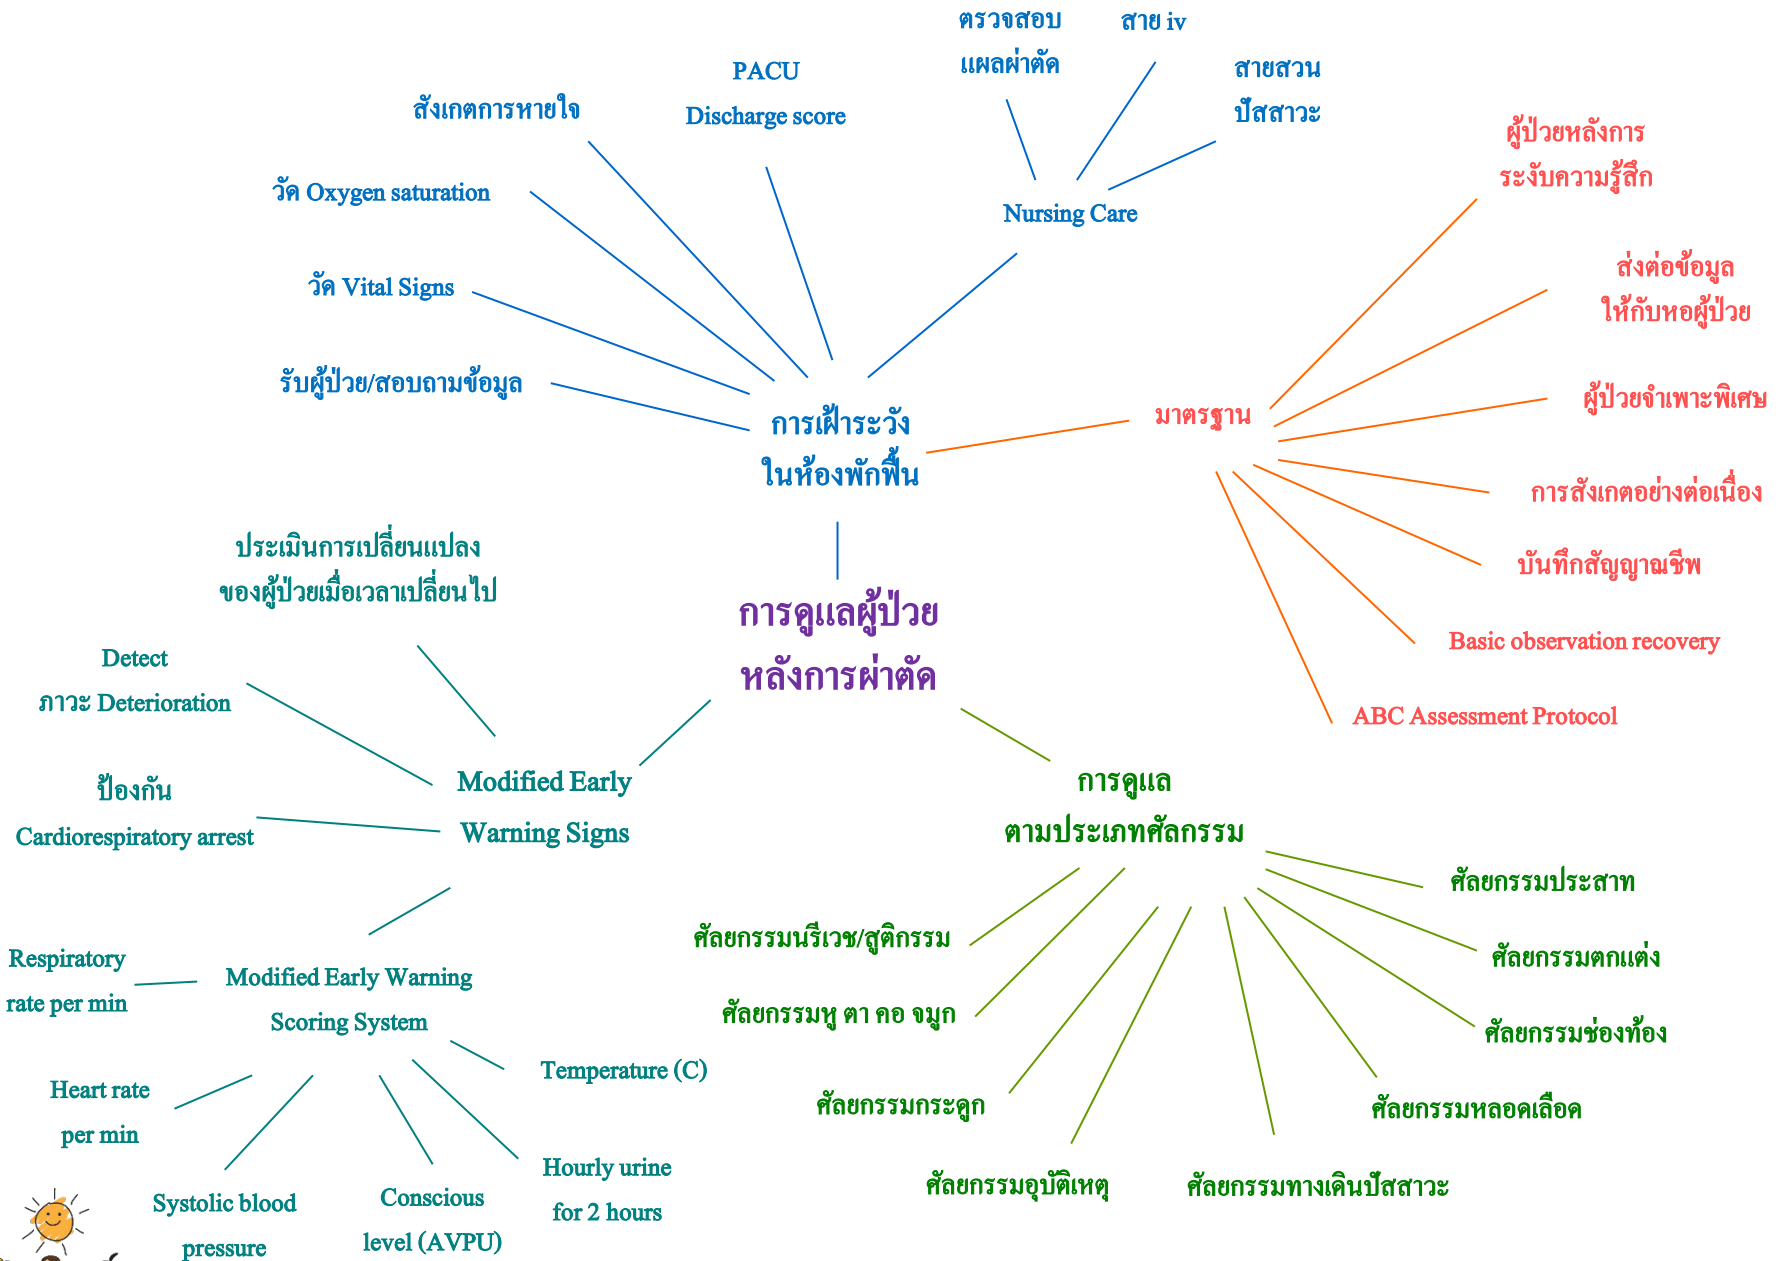 ตรวจสอบ
แผลผ่าตัด
สาย iv
สายสวน
ปัสสาวะ
PACU
Discharge score
สังเกตการหายใจ
วัด Oxygen saturation
Nursing Care
วัด Vital Signs
รับผู้ป่วย/สอบถามข้อมูล
การเฝ้าระวัง
ในห้องพักฟื้น
มาตรฐาน
ผู้ป่วยหลังการ
ระงับความรู้สึก
ส่งต่อข้อมูล
ให้กับหอผู้ป่วย
ผู้ป่วยจำเพาะพิเศษ
การสังเกตอย่างต่อเนื่อง
บันทึกสัญญาณชีพ
Basic observation recovery
ABC Assessment Protocol
การดูแลผู้ป่วย
หลังการผ่าตัด
ประเมินการเปลี่ยนแปลง
ของผู้ป่วยเมื่อเวลาเปลี่ยนไป
Detect
ภาวะ Deterioration
ป้องกัน
Cardiorespiratory arrest
Modified Early
Warning Signs
Modified Early Warning
Scoring System
Respiratory
rate per min
Heart rate
per min
Systolic blood
pressure
Conscious
level (AVPU)
Hourly urine
for 2 hours
Temperature (C)
การดูแล
ตามประเภทศัลกรรม
ศัลยกรรมประสาท
ศัลยกรรมตกแต่ง
ศัลยกรรมช่องท้อง
ศัลยกรรมหลอดเลือด
ศัลยกรรมทางเดินปัสสาวะ
ศัลยกรรมอุบัติเหตุ
ศัลยกรรมกระดูก
ศัลยกรรมหู ตา คอ จมูก
ศัลยกรรมนรีเวช/สูติกรรม